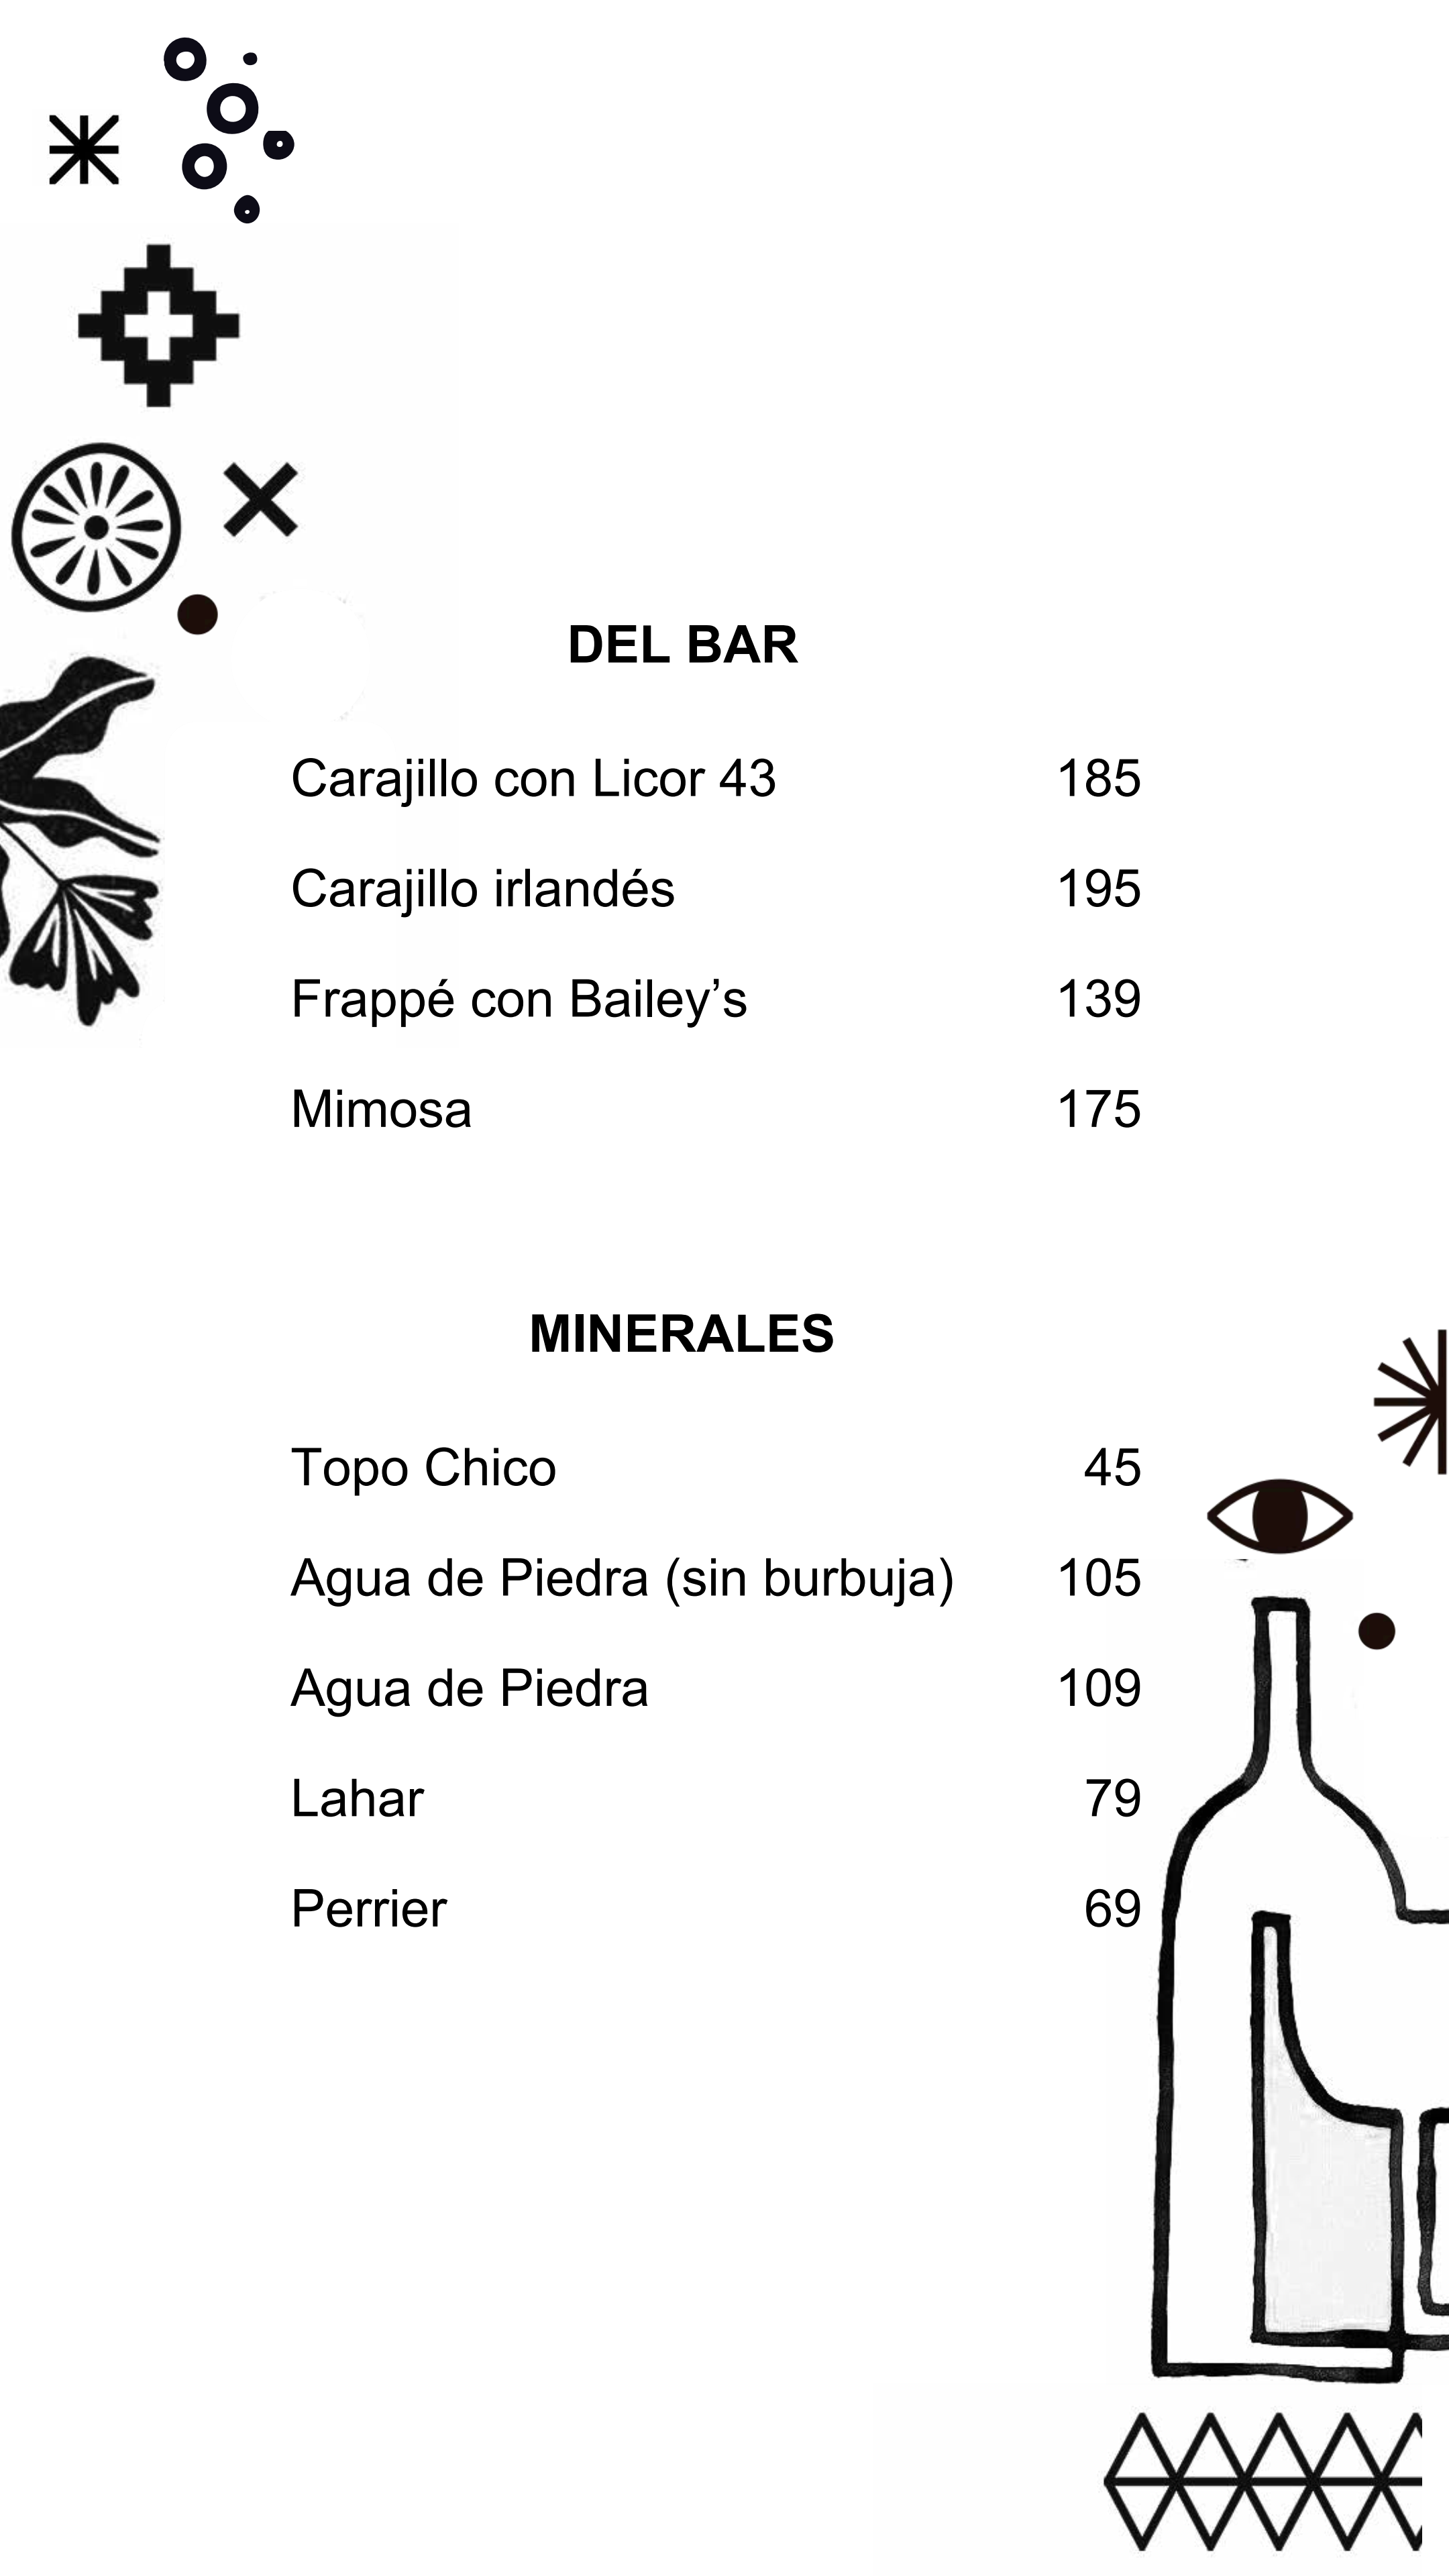 DEL BAR
Carajillo con Licor 43 185
Carajillo irlandés 195
Frappé con Bailey’s 139
Mimosa 175
MINERALES
Topo Chico 45
Agua de Piedra (sin burbuja) 105
Agua de Piedra 109
Lahar 79
Perrier 69